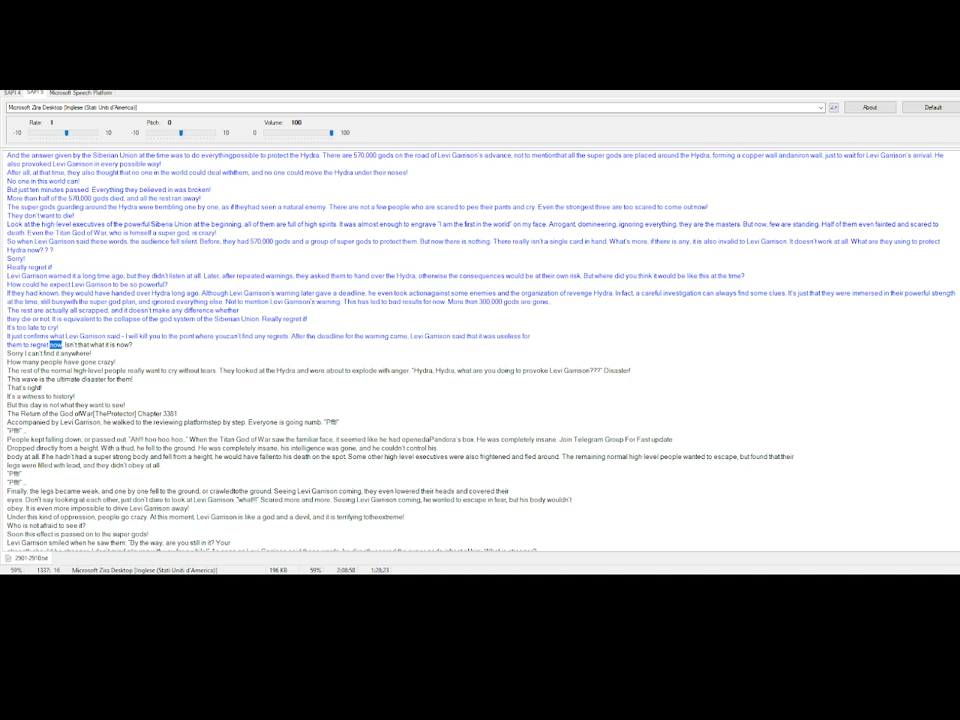 SAPI 4 SAPI 5 Microsoft Speech Platform
Microsoft Zira Desktop [Inglese (Stati Uniti d'America)] About Default
Rate: 1 Pitch: 0 Volume: 100
-10 10 -10 10 0 100
And the answer given by the Siberian Union at the time was to do everythingpossible to protect the Hydra. There are 570,000 gods on the road of Levi Garrison's advance, not to mentionthat all the super gods are placed around the Hydra, forming a copper wall andaniron wall, just to wait for Levi Garrison's arrival. He
also provoked Levi Garrison in every possible way!
After all, at that time, they also thought that no one in the world could deal withthem, and no one could move the Hydra under their noses!
No one in this world can!
But just ten minutes passed. Everything they believed in was broken!
More than half of the 570,000 gods died, and all the rest ran away!
The super gods guarding around the Hydra were trembling one by one, as if theyhad seen a natural enemy. There are not a few people who are scared to pee their pants and cry. Even the strongest three are too scared to come out now!
They don't want to die!
Look at the high level executives of the powerful Siberia Union at the beginning, all of them are full of high spirits. It was almost enough to engrave "I am the first in the world" on my face. Arrogant, domineering, ignoring everything, they are the masters. But now, few are standing. Half of them even fainted and scared to
death. Even the Titan God of War, who is himself a super god, is crazy!
So when Levi Garrison said these words, the audience fell silent. Before, they had 570,000 gods and a group of super gods to protect them. But now there is nothing. There really isn't a single card in hand. What's more, if there is any, it is also invalid to Levi Garrison. It doesn't work at all. What are they using to protect
Hydra now? ? ?
Sorry!
Really regret it!
Levi Garrison warned it a long time ago, but they didn't listen at all. Later, after repeated warnings, they asked them to hand over the Hydra, otherwise the consequences would be at their own risk. But where did you think it would be like this at the time?
How could he expect Levi Garrison to be so powerful?
If they had known, they would have handed over Hydra long ago. Although Levi Garrison's warning later gave a deadline, he even took actionagainst some enemies and the organization of revenge Hydra. In fact, a careful investigation can always find some clues. It's just that they were immersed in their powerful strength
at the time, still busywith the super god plan, and ignored everything else. Not to mention Levi Garrison's warning. This has led to bad results for now. More than 300,000 gods are gone.
The rest are actually all scrapped, and it doesn't make any difference whether
they die or not. It is equivalent to the collapse of the god system of the Siberian Union. Really regret it!
It's too late to cry!
It just confirms what Levi Garrison said - I will kill you to the point where youcan't find any regrets. After the deadline for the warning came, Levi Garrison said that it was useless for
them to regret now. Isn't that what it is now?
Sorry I can't find it anywhere!
How many people have gone crazy!
The rest of the normal high-level people really want to cry without tears. They looked at the Hydra and were about to explode with anger. "Hydra, Hydra, what are you doing to provoke Levi Garrison???" Disaster!
This wave is the ultimate disaster for them!
That's right!
It's a witness to history!
But this day is not what they want to see!
The Return of the God ofWar[TheProtector] Chapter 3381
Accompanied by Levi Garrison, he walked to the reviewing platformstep by step. Everyone is going numb. "Pfft!"
"Pfft" ,
People kept falling down, or passed out. "Ah!!! hoo hoo hoo,," When the Titan God of War saw the familiar face, it seemed like he had openedaPandora's box. He was completely insane. Join Telegram Group For Fast update
Dropped directly from a height. With a thud, he fell to the ground. He was completely insane, his intelligence was gone, and he couldn't control his
body at all. If he hadn't had a super strong body and fell from a height, he would have fallento his death on the spot. Some other high-level executives were also frightened and fled around. The remaining normal high-level people wanted to escape, but found that their
legs were filled with lead, and they didn't obey at all.
"Pfft"
"Pfft" ,
Finally, the legs became weak, and one by one fell to the ground, or crawledto the ground. Seeing Levi Garrison coming, they even lowered their heads and covered their
eyes. Don't say looking at each other, just don't dare to look at Levi Garrison. "what!!!" Scared more and more. Seeing Levi Garrison coming, he wanted to escape in fear, but his body wouldn't
obey. It is even more impossible to drive Levi Garrison away!
Under this kind of oppression, people go crazy. At this moment, Levi Garrison is like a god and a devil, and it is terrifying totheextreme!
Who is not afraid to see it?
Soon this effect is passed on to the super gods!
Levi Garrison smiled when he saw them: "By the way, are you still in it? Your
2901-2910.txt
59% 1337: 16 Microsoft Zira Desktop [Inglese (Stati Uniti d'America)] 196 KB 59% 2:08:58 1:28:23